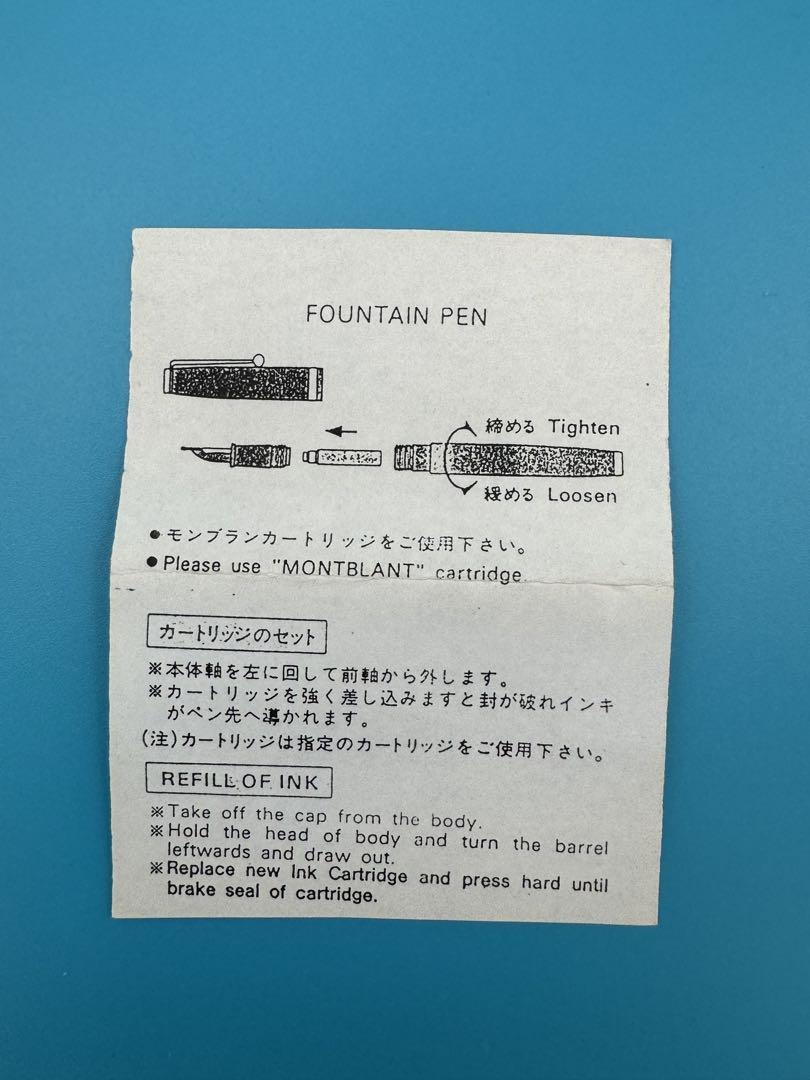 FOUNTAIN PEN
締める Tighten
緩める Loosen
●モンブランカートリッジをご使用下さい。
●Please use "MONTBLANT" cartridge.
カートリッジのセット
※本体軸を左に回して前軸から外します。
※カートリッジを強く差し込みますと封が破れインキ
がペン先へ導かれます。
(注)カートリッジは指定のカートリッジをご使用下さい。
REFILL OF INK
※Take off the cap from the body.
※Hold the head of body and turn the barrel
leftwards and draw out.
※Replace new Ink Cartridge and press hard until
brake seal of cartridge.